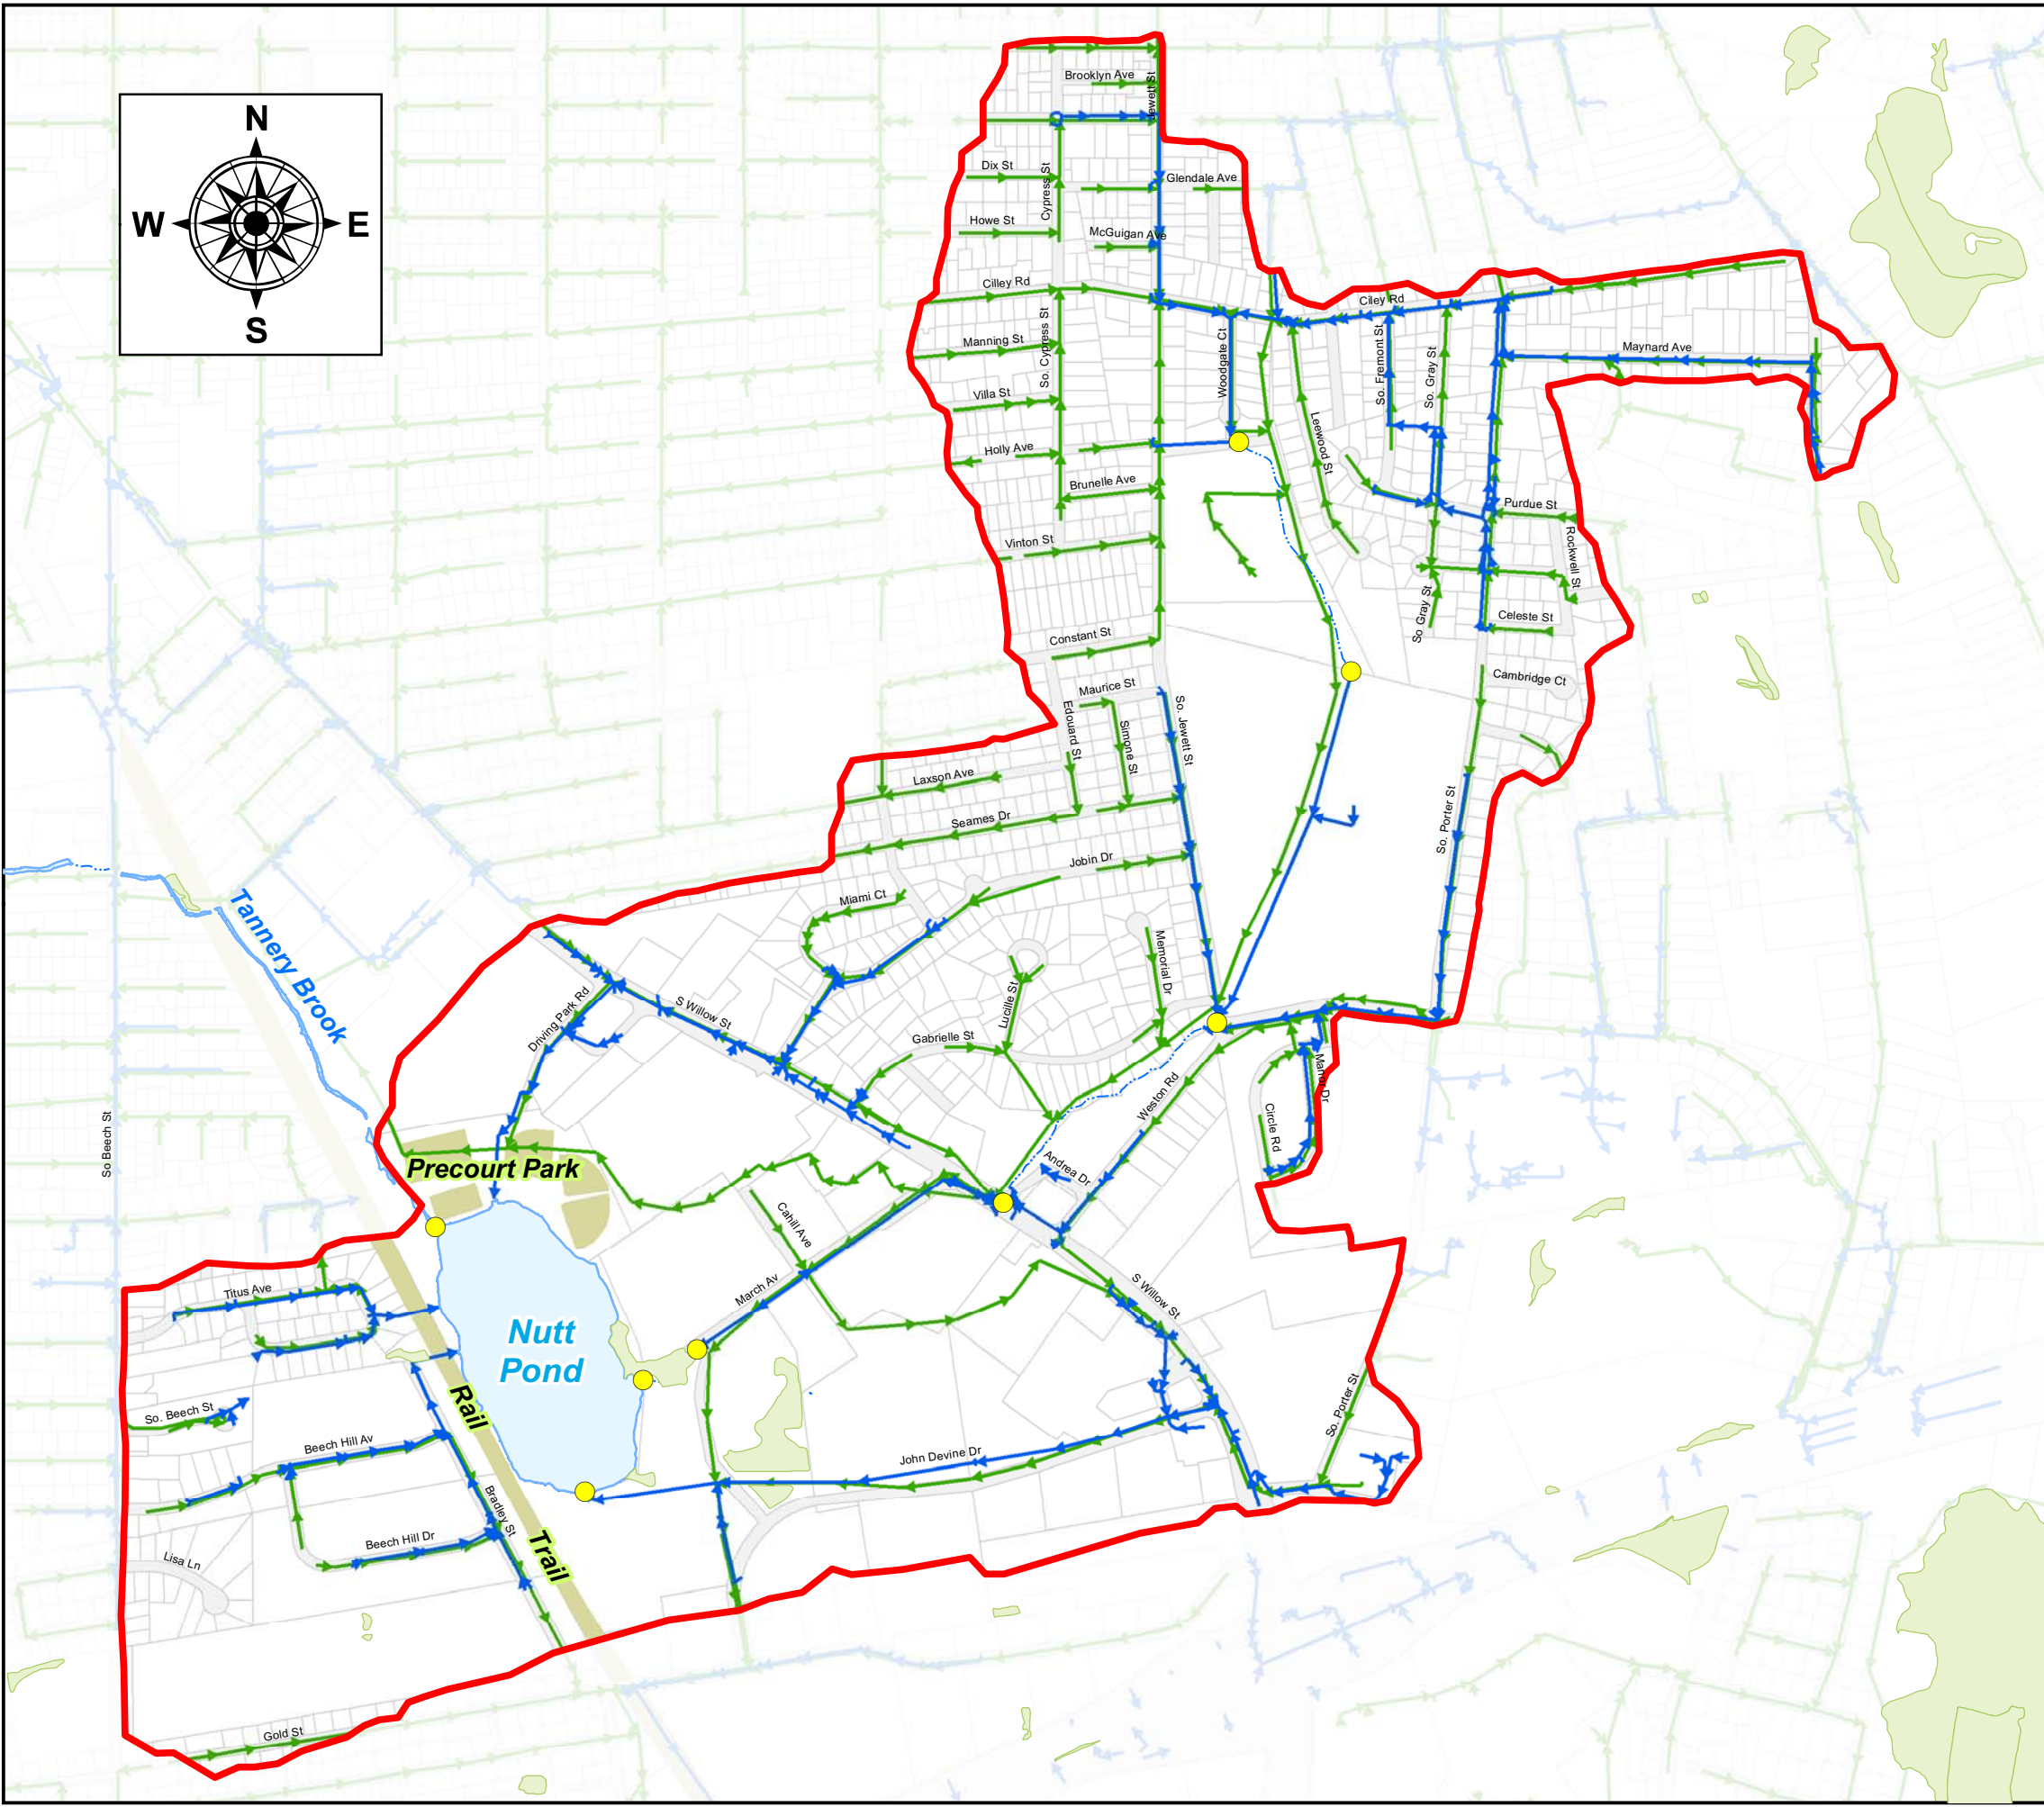 N
W
E
S
Brooklyn Ave
Jewett St
Dix St
Cypress St
Glendale Ave
Howe St
McGuigan Ave
Cilley Rd
Ciley Rd
Manning St
So. Cypress St
Woodgate Ct
So. Fremont St
So. Gray St
Maynard Ave
Villa St
Holly Ave
Leewood St
Brunelle Ave
Purdue St
Vinton St
Rockwell St
So Gray St
Celeste St
Constant St
Cambridge Ct
Maurice St
Edouard St
Simone St
So. Jewett St
Laxson Ave
Seames Dr
So. Porter St
Jobin Dr
Miami Ct
Tannery Brook
Memorial Dr
Lucille St
S Willow St
Driving Park Rd
Gabrielle St
Manor Dr
Weston Rd
Circle Rd
So Beech St
Precourt Park
Andrea Dr
Cahill Ave
Titus Ave
March Av
S Willow St
Nutt
Pond
Rail
So. Beech St
So. Porter St
Beech Hill Av
John Devine Dr
Bradley St
Beech Hill Dr
Trail
Lisa Ln
Gold St